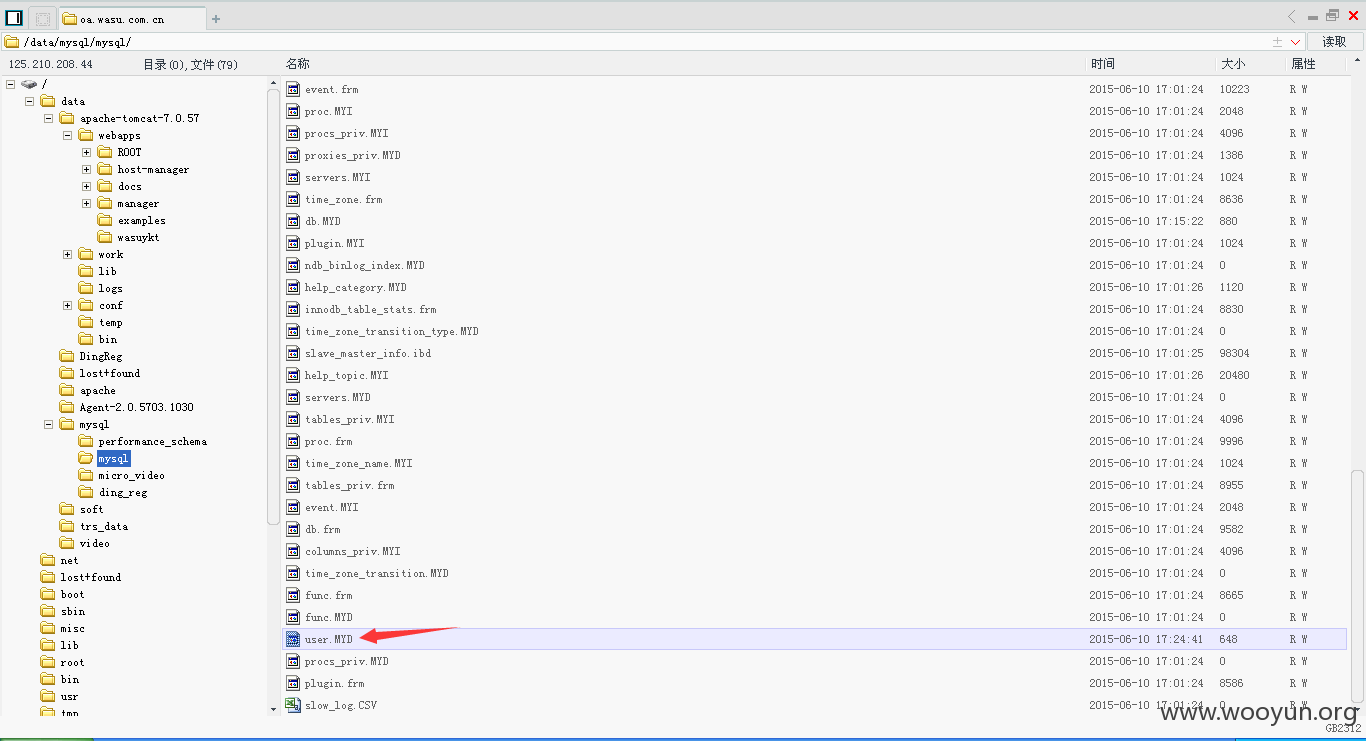 oa.wasu.com.cn
/data/mysql/mysql/
读取
125.210.208.44 目录(0),文件(79)
名称 时间 大小 属性
/
data
apache-tomcat-7.0.57
webapps
ROOT
host-manager
docs
manager
examples
wasuykt
work
lib
logs
conf
temp
bin
DingReg
lost+found
apache
Agent-2.0.5703.1030
mysql
performance_schema
mysql
micro_video
ding_reg
soft
trs_data
video
net
lost+found
boot
sbin
misc
lib
root
bin
usr
tmp
event.frm 2015-06-10 17:01:24 10223 R W
proc.MYI 2015-06-10 17:01:24 2048 R W
procs_priv.MYI 2015-06-10 17:01:24 4096 R W
proxies_priv.MYD 2015-06-10 17:01:24 1386 R W
servers.MYI 2015-06-10 17:01:24 1024 R W
time_zone.frm 2015-06-10 17:01:24 8636 R W
db.MYD 2015-06-10 17:15:22 880 R W
plugin.MYI 2015-06-10 17:01:24 1024 R W
ndb_binlog_index.MYD 2015-06-10 17:01:24 0 R W
help_category.MYD 2015-06-10 17:01:26 1120 R W
innodb_table_stats.frm 2015-06-10 17:01:24 8830 R W
time_zone_transition_type.MYD 2015-06-10 17:01:24 0 R W
slave_master_info.ibd 2015-06-10 17:01:25 98304 R W
help_topic.MYI 2015-06-10 17:01:26 20480 R W
servers.MYD 2015-06-10 17:01:24 0 R W
tables_priv.MYI 2015-06-10 17:01:24 4096 R W
proc.frm 2015-06-10 17:01:24 9996 R W
time_zone_name.MYI 2015-06-10 17:01:24 1024 R W
tables_priv.frm 2015-06-10 17:01:24 8955 R W
event.MYI 2015-06-10 17:01:24 2048 R W
db.frm 2015-06-10 17:01:24 9582 R W
columns_priv.MYI 2015-06-10 17:01:24 4096 R W
time_zone_transition.MYD 2015-06-10 17:01:24 0 R W
func.frm 2015-06-10 17:01:24 8665 R W
func.MYD 2015-06-10 17:01:24 0 R W
user.MYD 2015-06-10 17:24:41 648 R W
procs_priv.MYD 2015-06-10 17:01:24 0 R W
plugin.frm 2015-06-10 17:01:24 8586 R W
slow_log.CSV 2015-06-10 17:01:24 0 R W
www.wooyun.org
GB2312